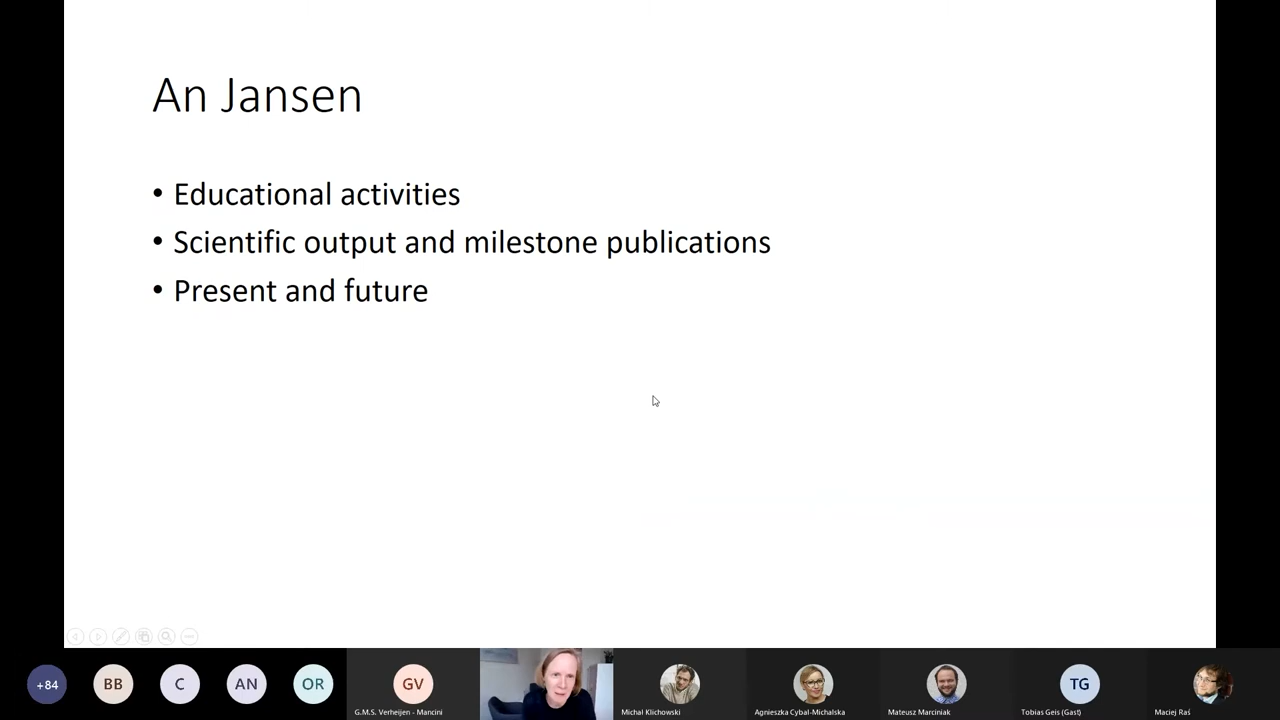 An Jansen
• Educational activities
• Scientific output and milestone publications
• Present and future
+84
BB
C
AN
OR
GV
TG
G.M.S. Verheijen - Mancini
Michał Klichowski
Agnieszka Cybal-Michalska
Mateusz Marciniak
Tobias Geis (Gast)
Maciej Raś